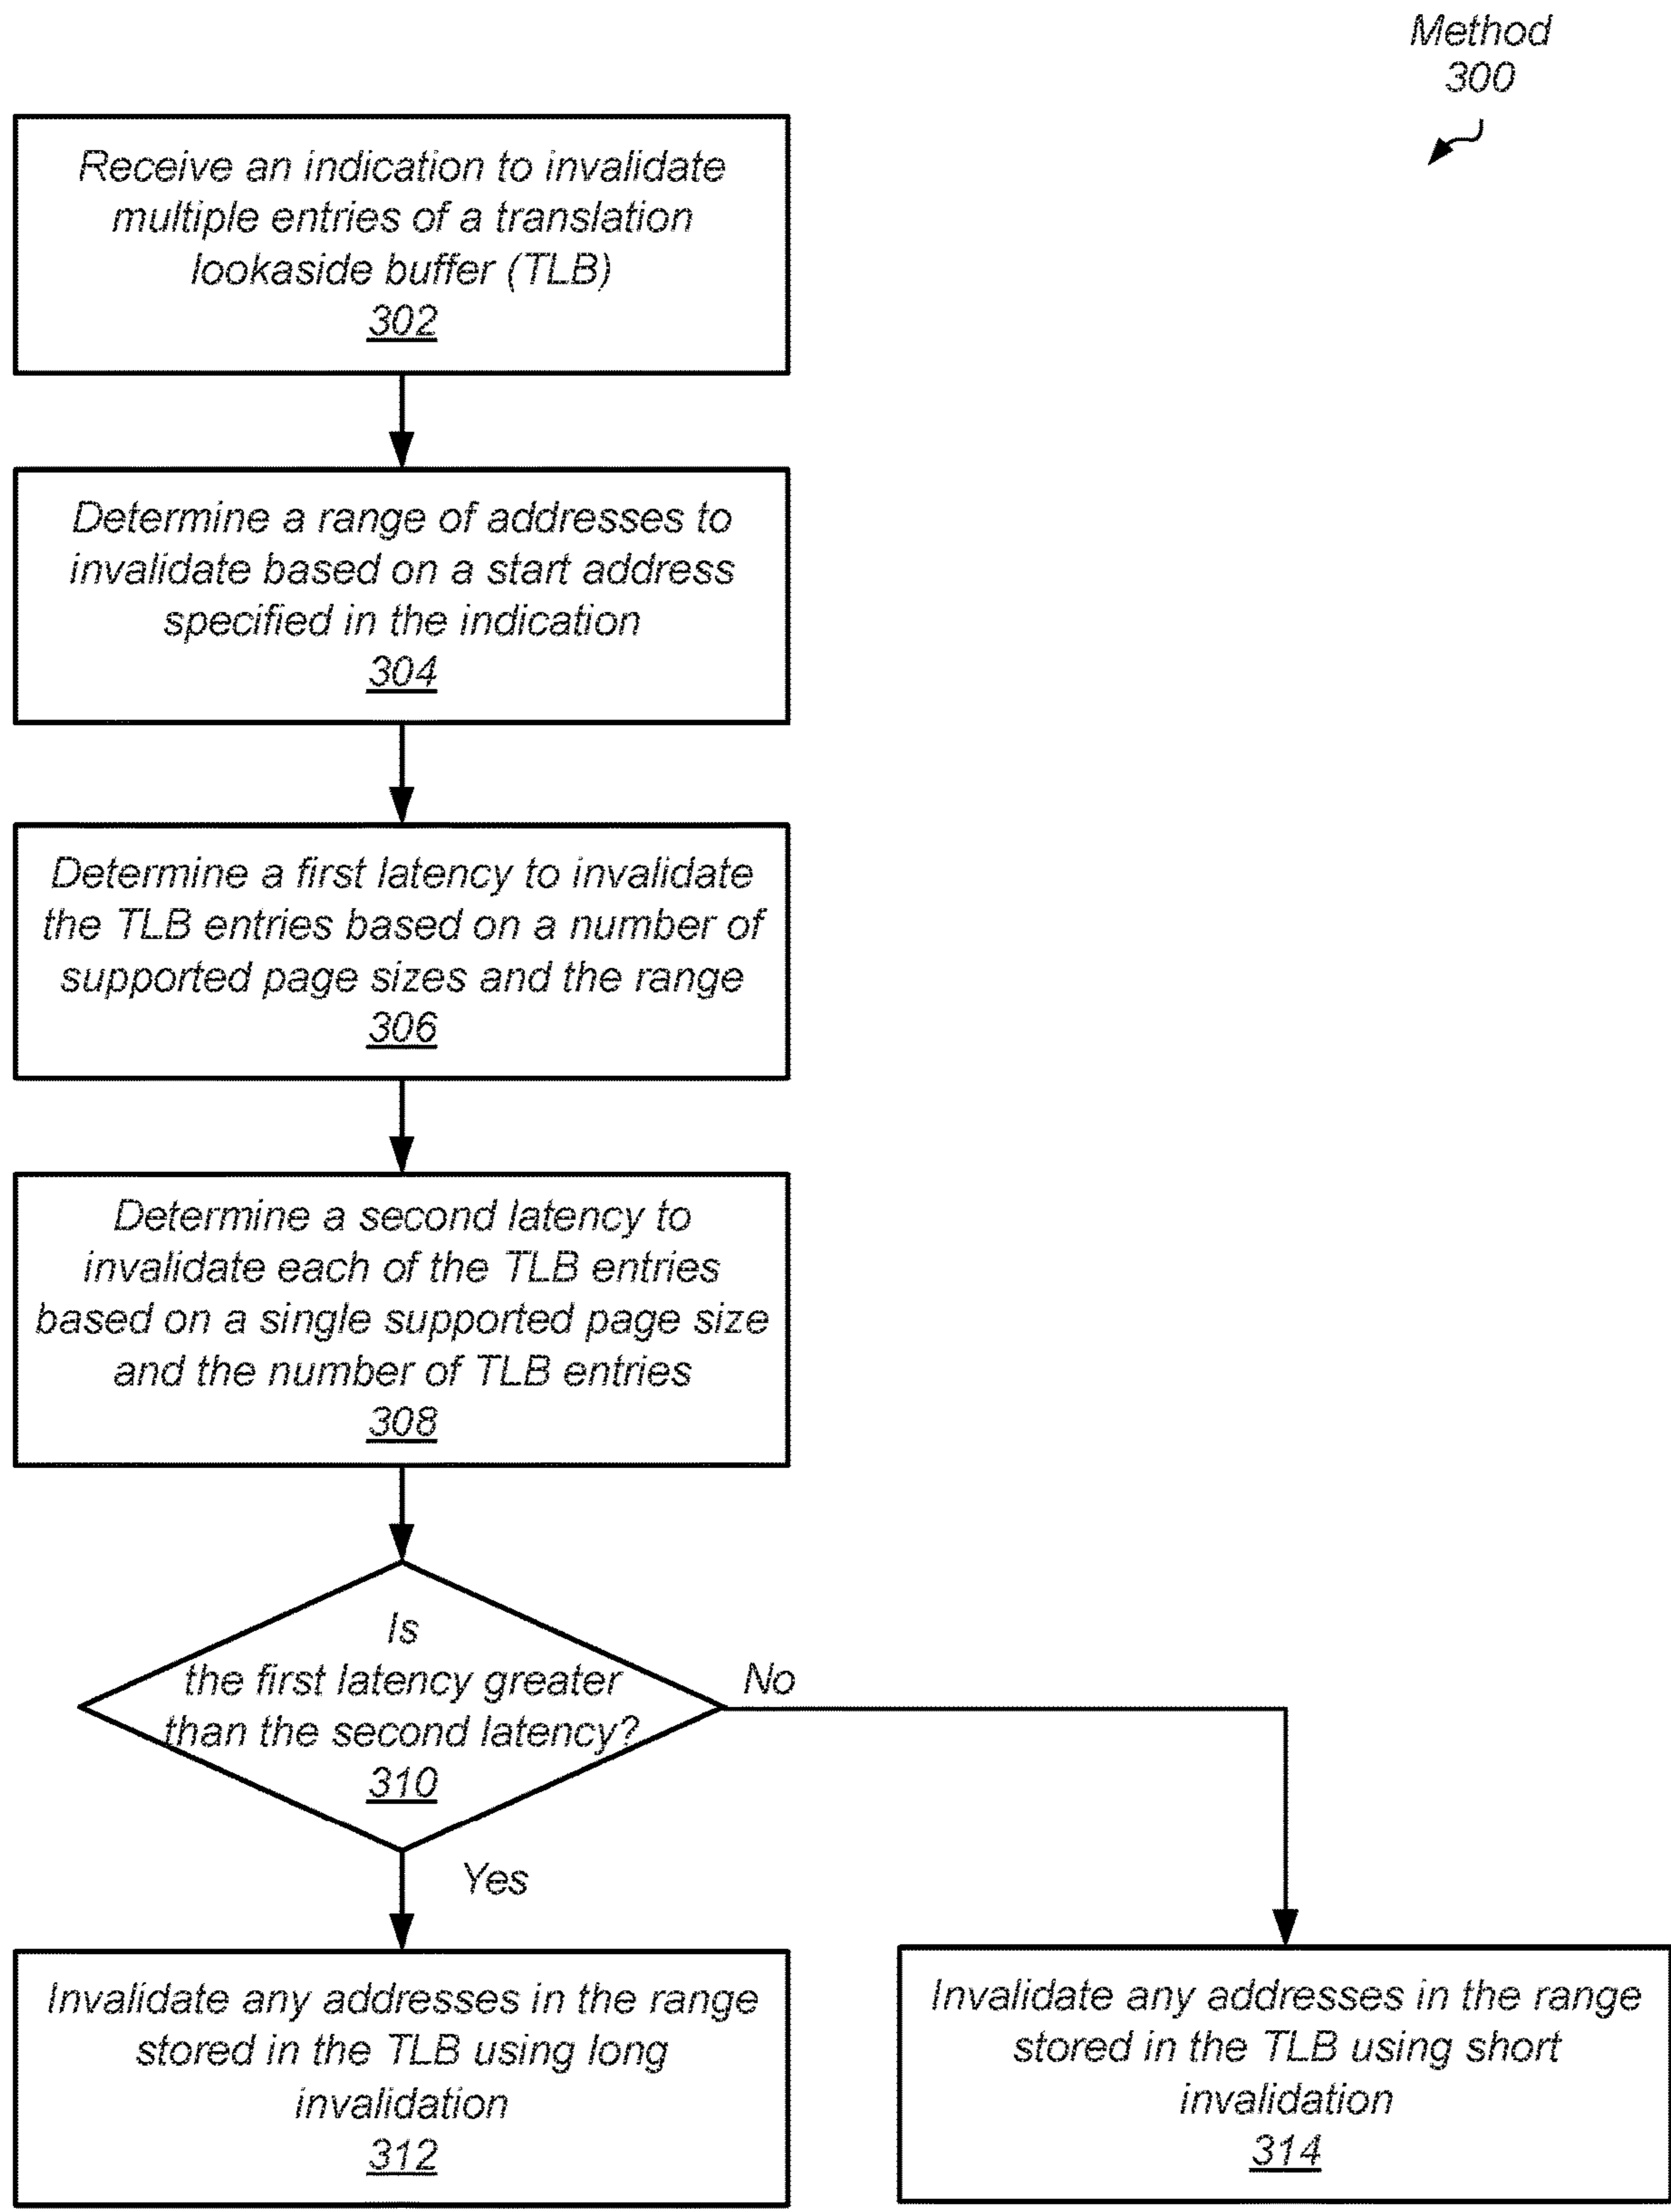 Method
300
Receive an indication to invalidate
multiple entries of a translation
lookaside buffer (TLB)
302
Determine a range of addresses to
invalidate based on a start address
specified in the indication
304
Determine a first latency to invalidate
the TLB entries based on a number of
supported page sizes and the range
306
Determine a second latency to
invalidate each of the TLB entries
based on a single supported page size
and the number of TLB entries
308
Is
the first latency greater
than the second latency?
310
No
Yes
Invalidate any addresses in the range
stored in the TLB using long
invalidation
312
Invalidate any addresses in the range
stored in the TLB using short
invalidation
314